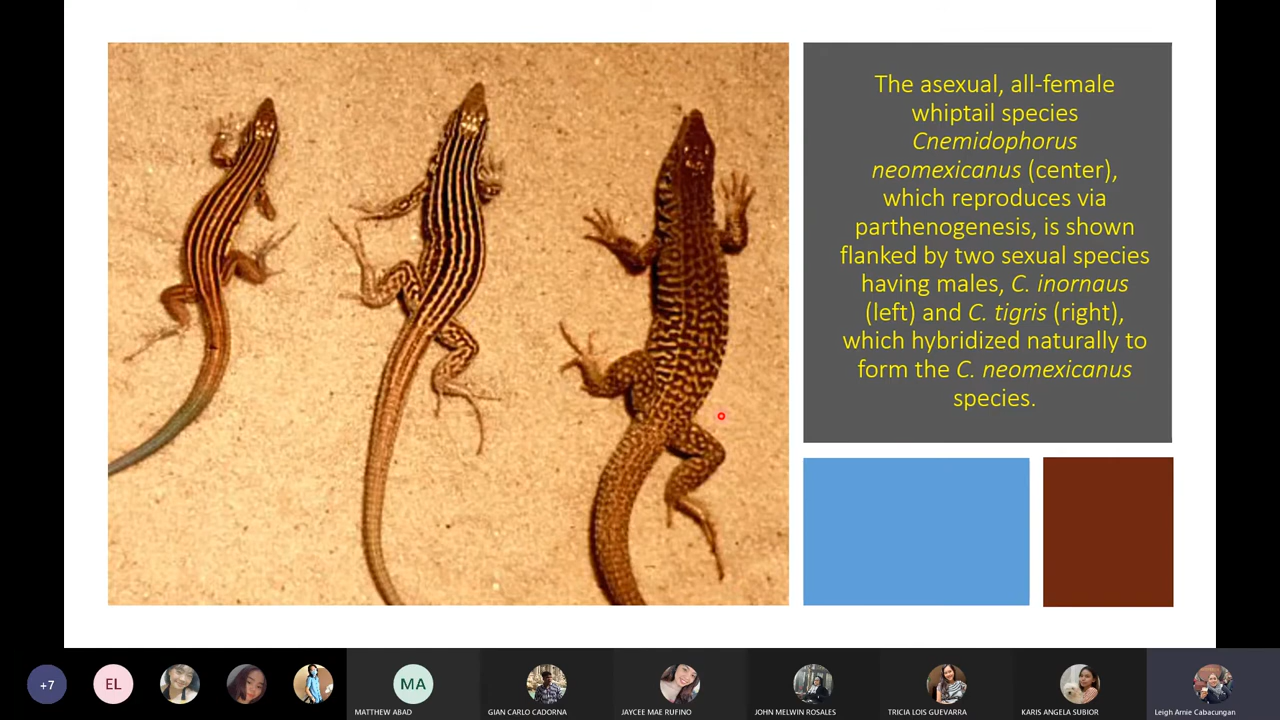 The asexual, all-female
whiptail species
Cnemidophorus
neomexicanus (center),
which reproduces via
parthenogenesis, is shown
flanked by two sexual species
having males, C. inornaus
(left) and C. tigris (right),
which hybridized naturally to
form the C. neomexicanus
species.
+7
EL
MA
MATTHEW ABAD
GIAN CARLO CADORNA
JAYCEE MAE RUFINO
JOHN MELWIN ROSALES
TRICIA LOIS GUEVARRA
KARIS ANGELA SUBIOR
Leigh Arnie Cabacungan